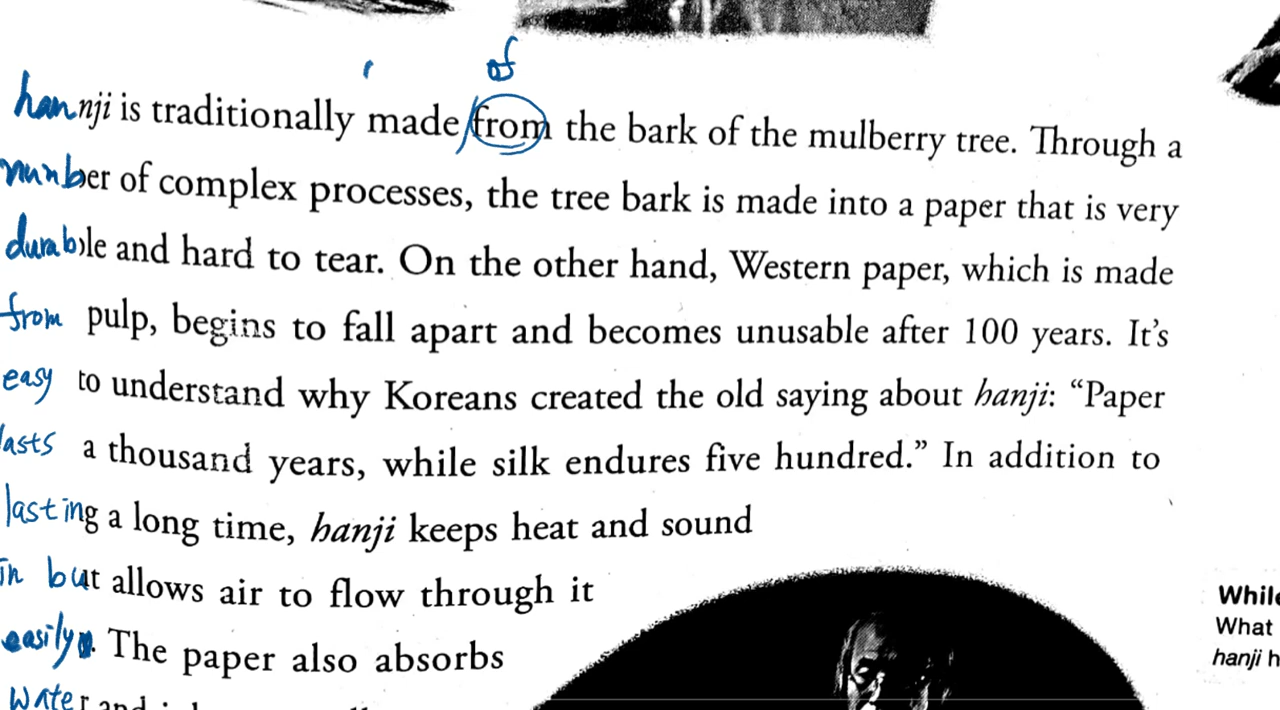 of
hannji is traditionally made from the bark of the mulberry tree. Through a
number of complex processes, the tree bark is made into a paper that is very
durable and hard to tear. On the other hand, Western paper, which is made
from pulp, begins to fall apart and becomes unusable after 100 years. It's
easy to understand why Koreans created the old saying about hanji: “Paper
lasts a thousand years, while silk endures five hundred.” In addition to
lasting a long time, hanji keeps heat and sound
in but allows air to flow through it
easily. The paper also absorbs
water and
While
What
hanji h